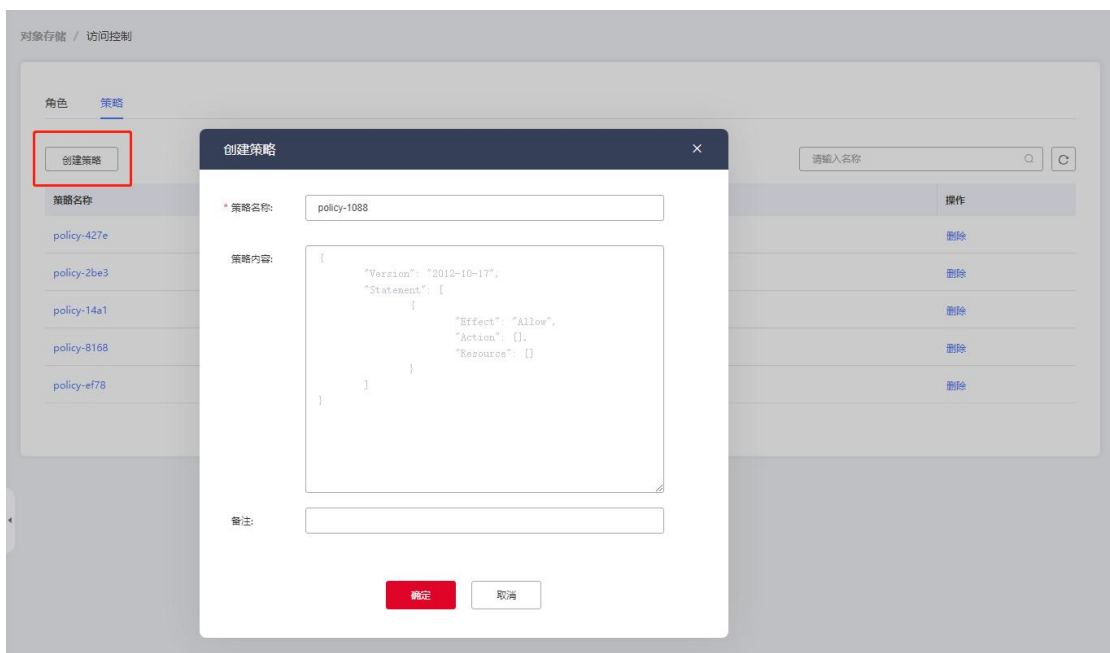 对象存储 / 访问控制
角色 策略
创建策略
请输入名称
策略名称
操作
policy-427e 删除
policy-2be3 删除
policy-14a1 删除
policy-8168 删除
policy-ef78 删除
创建策略 ×
* 策略名称: policy-1088
策略内容:
{
"Version": "2012-10-17",
"Statement": [
{
"Effect": "Allow",
"Action": [],
"Resource": []
}
]
}
备注:
确定 取消